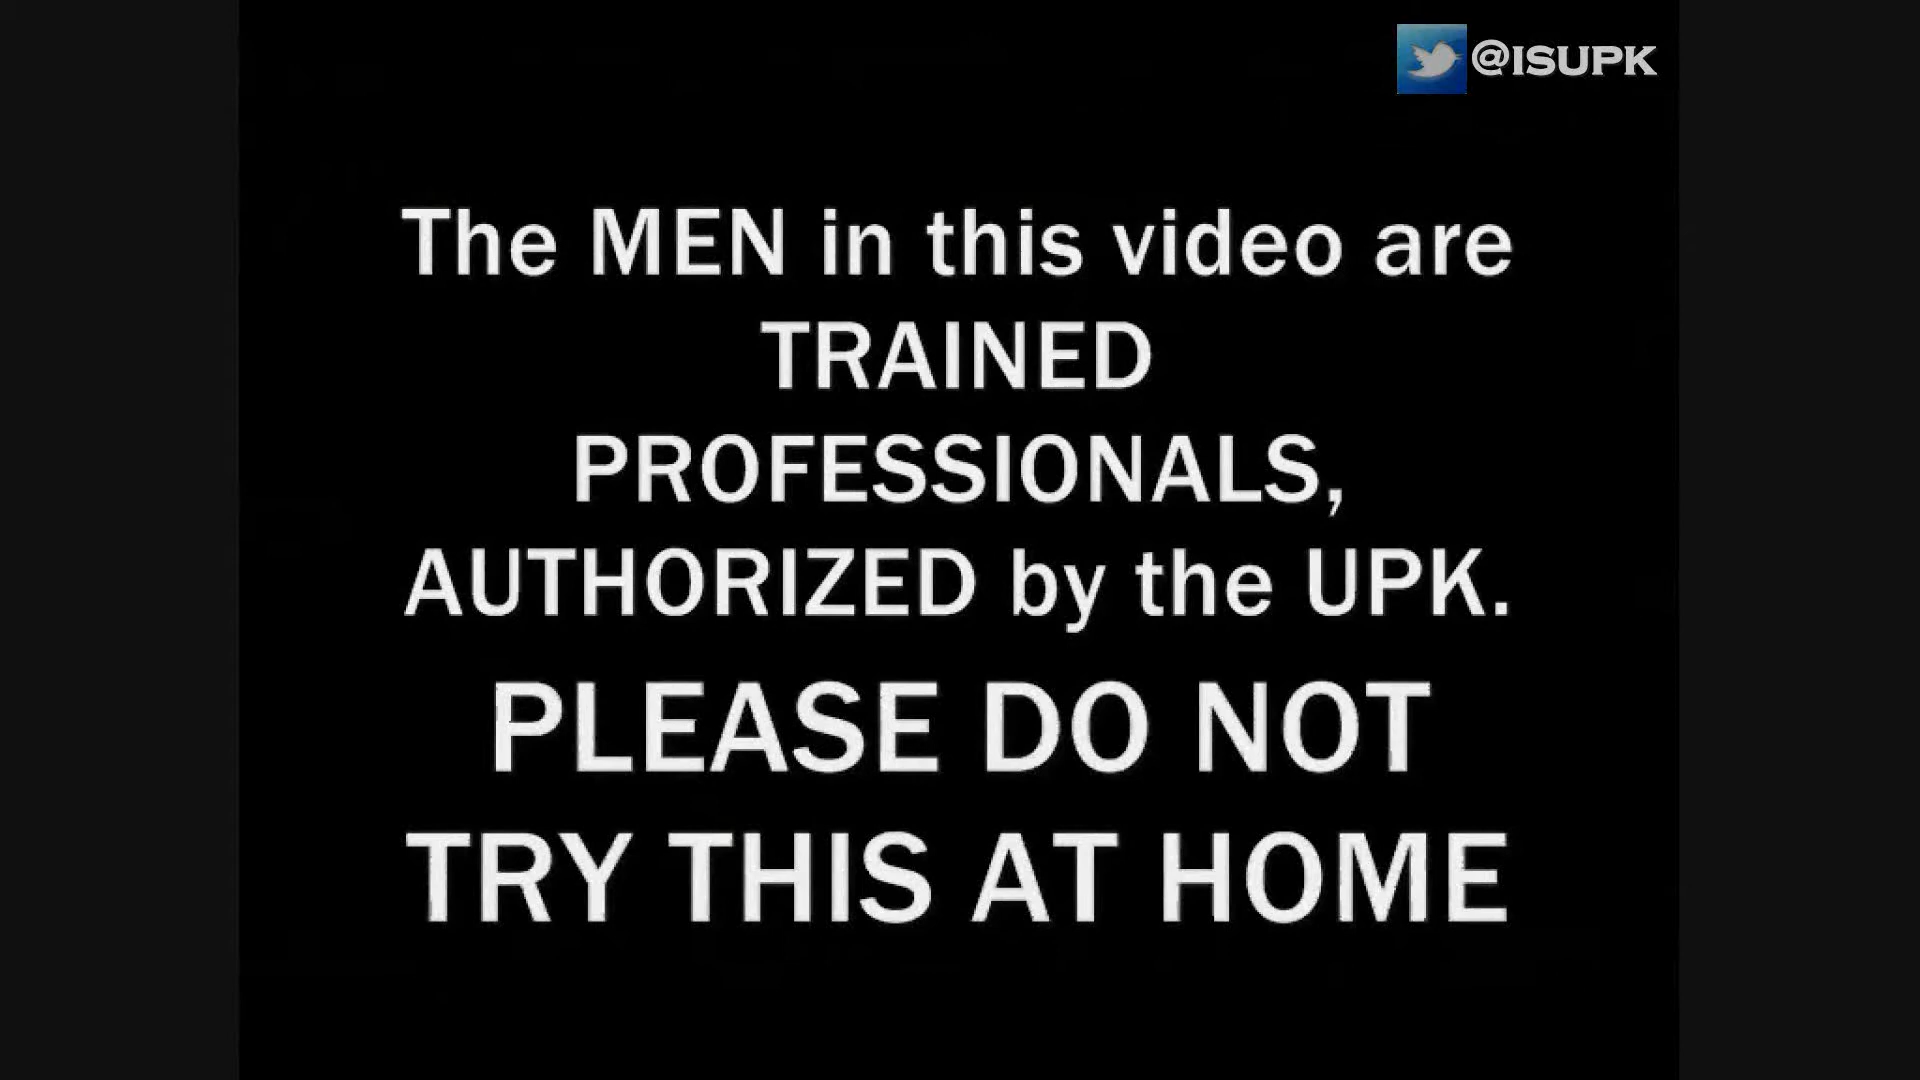 @ISUPK
The MEN in this video are
TRAINED
PROFESSIONALS,
AUTHORIZED by the UPK.
PLEASE DO NOT
TRY THIS AT HOME